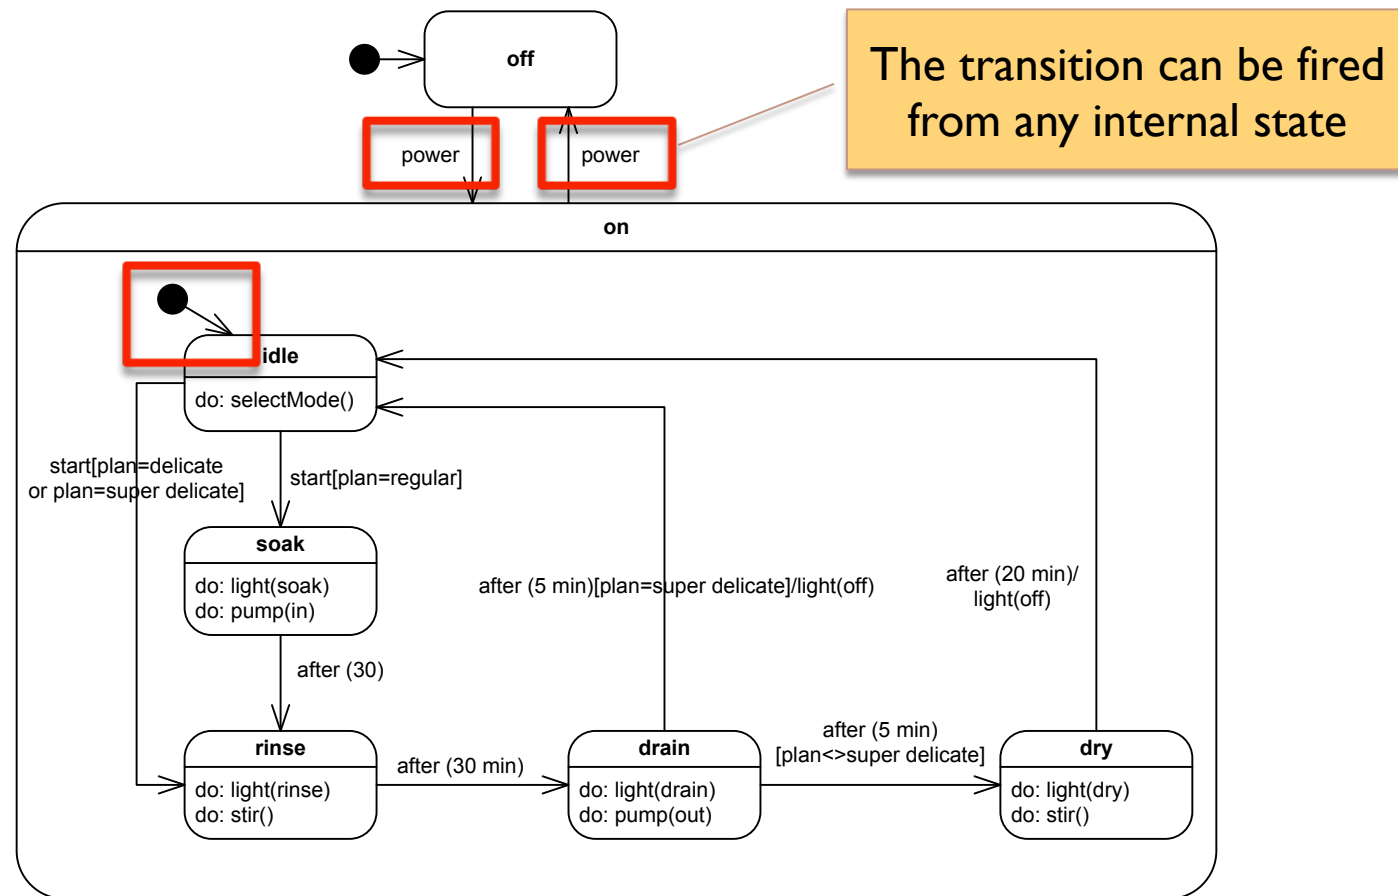 off
The transition can be fired
from any internal state
power
power
on
idle
do: selectMode()
start[plan=delicate
or plan=super delicate]
start[plan=regular]
soak
do: light(soak)
do: pump(in)
after (5 min)[plan=super delicate]/light(off)
after (20 min)/
light(off)
after (30)
rinse
do: light(rinse)
do: stir()
after (30 min)
drain
do: light(drain)
do: pump(out)
after (5 min)
[plan<>super delicate]
dry
do: light(dry)
do: stir()